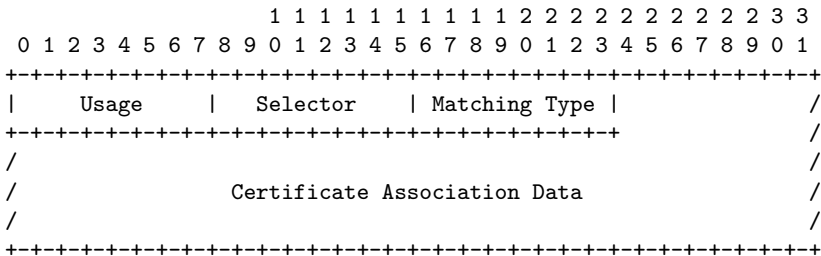 1 1 1 1 1 1 1 1 1 1 2 2 2 2 2 2 2 2 2 2 3 3
 0 1 2 3 4 5 6 7 8 9 0 1 2 3 4 5 6 7 8 9 0 1 2 3 4 5 6 7 8 9 0 1
+-+-+-+-+-+-+-+-+-+-+-+-+-+-+-+-+-+-+-+-+-+-+-+-+-+-+-+-+-+-+-+-+
|     Usage     |   Selector    | Matching Type |               /
+-+-+-+-+-+-+-+-+-+-+-+-+-+-+-+-+-+-+-+-+-+-+-+-+               /
/                                                               /
/                 Certificate Association Data                  /
/                                                               /
+-+-+-+-+-+-+-+-+-+-+-+-+-+-+-+-+-+-+-+-+-+-+-+-+-+-+-+-+-+-+-+-+